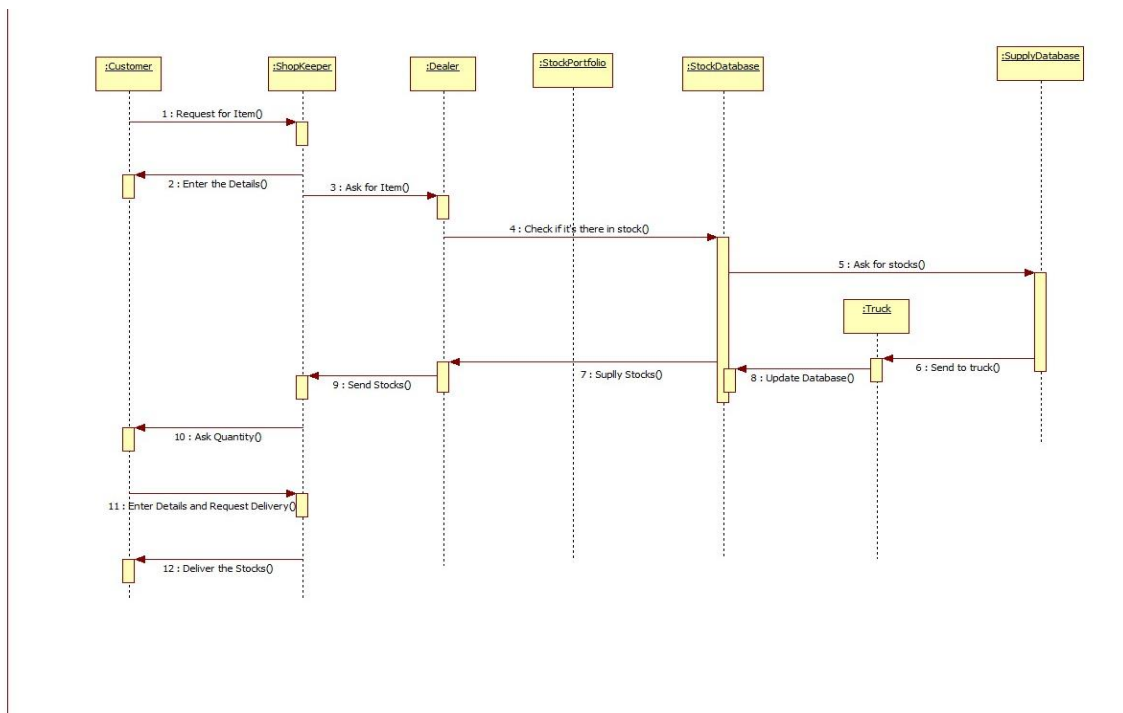 :Customer
:ShopKeeper
:Dealer
:StockPortfolio
:StockDatabase
:SupplyDatabase
1 : Request for Item()
2 : Enter the Details()
3 : Ask for Item()
4 : Check if it's there in stock()
5 : Ask for stocks()
:Truck
6 : Send to truck()
7 : Suplly Stocks()
8 : Update Database()
9 : Send Stocks()
10 : Ask Quantity()
11 : Enter Details and Request Delivery()
12 : Deliver the Stocks()